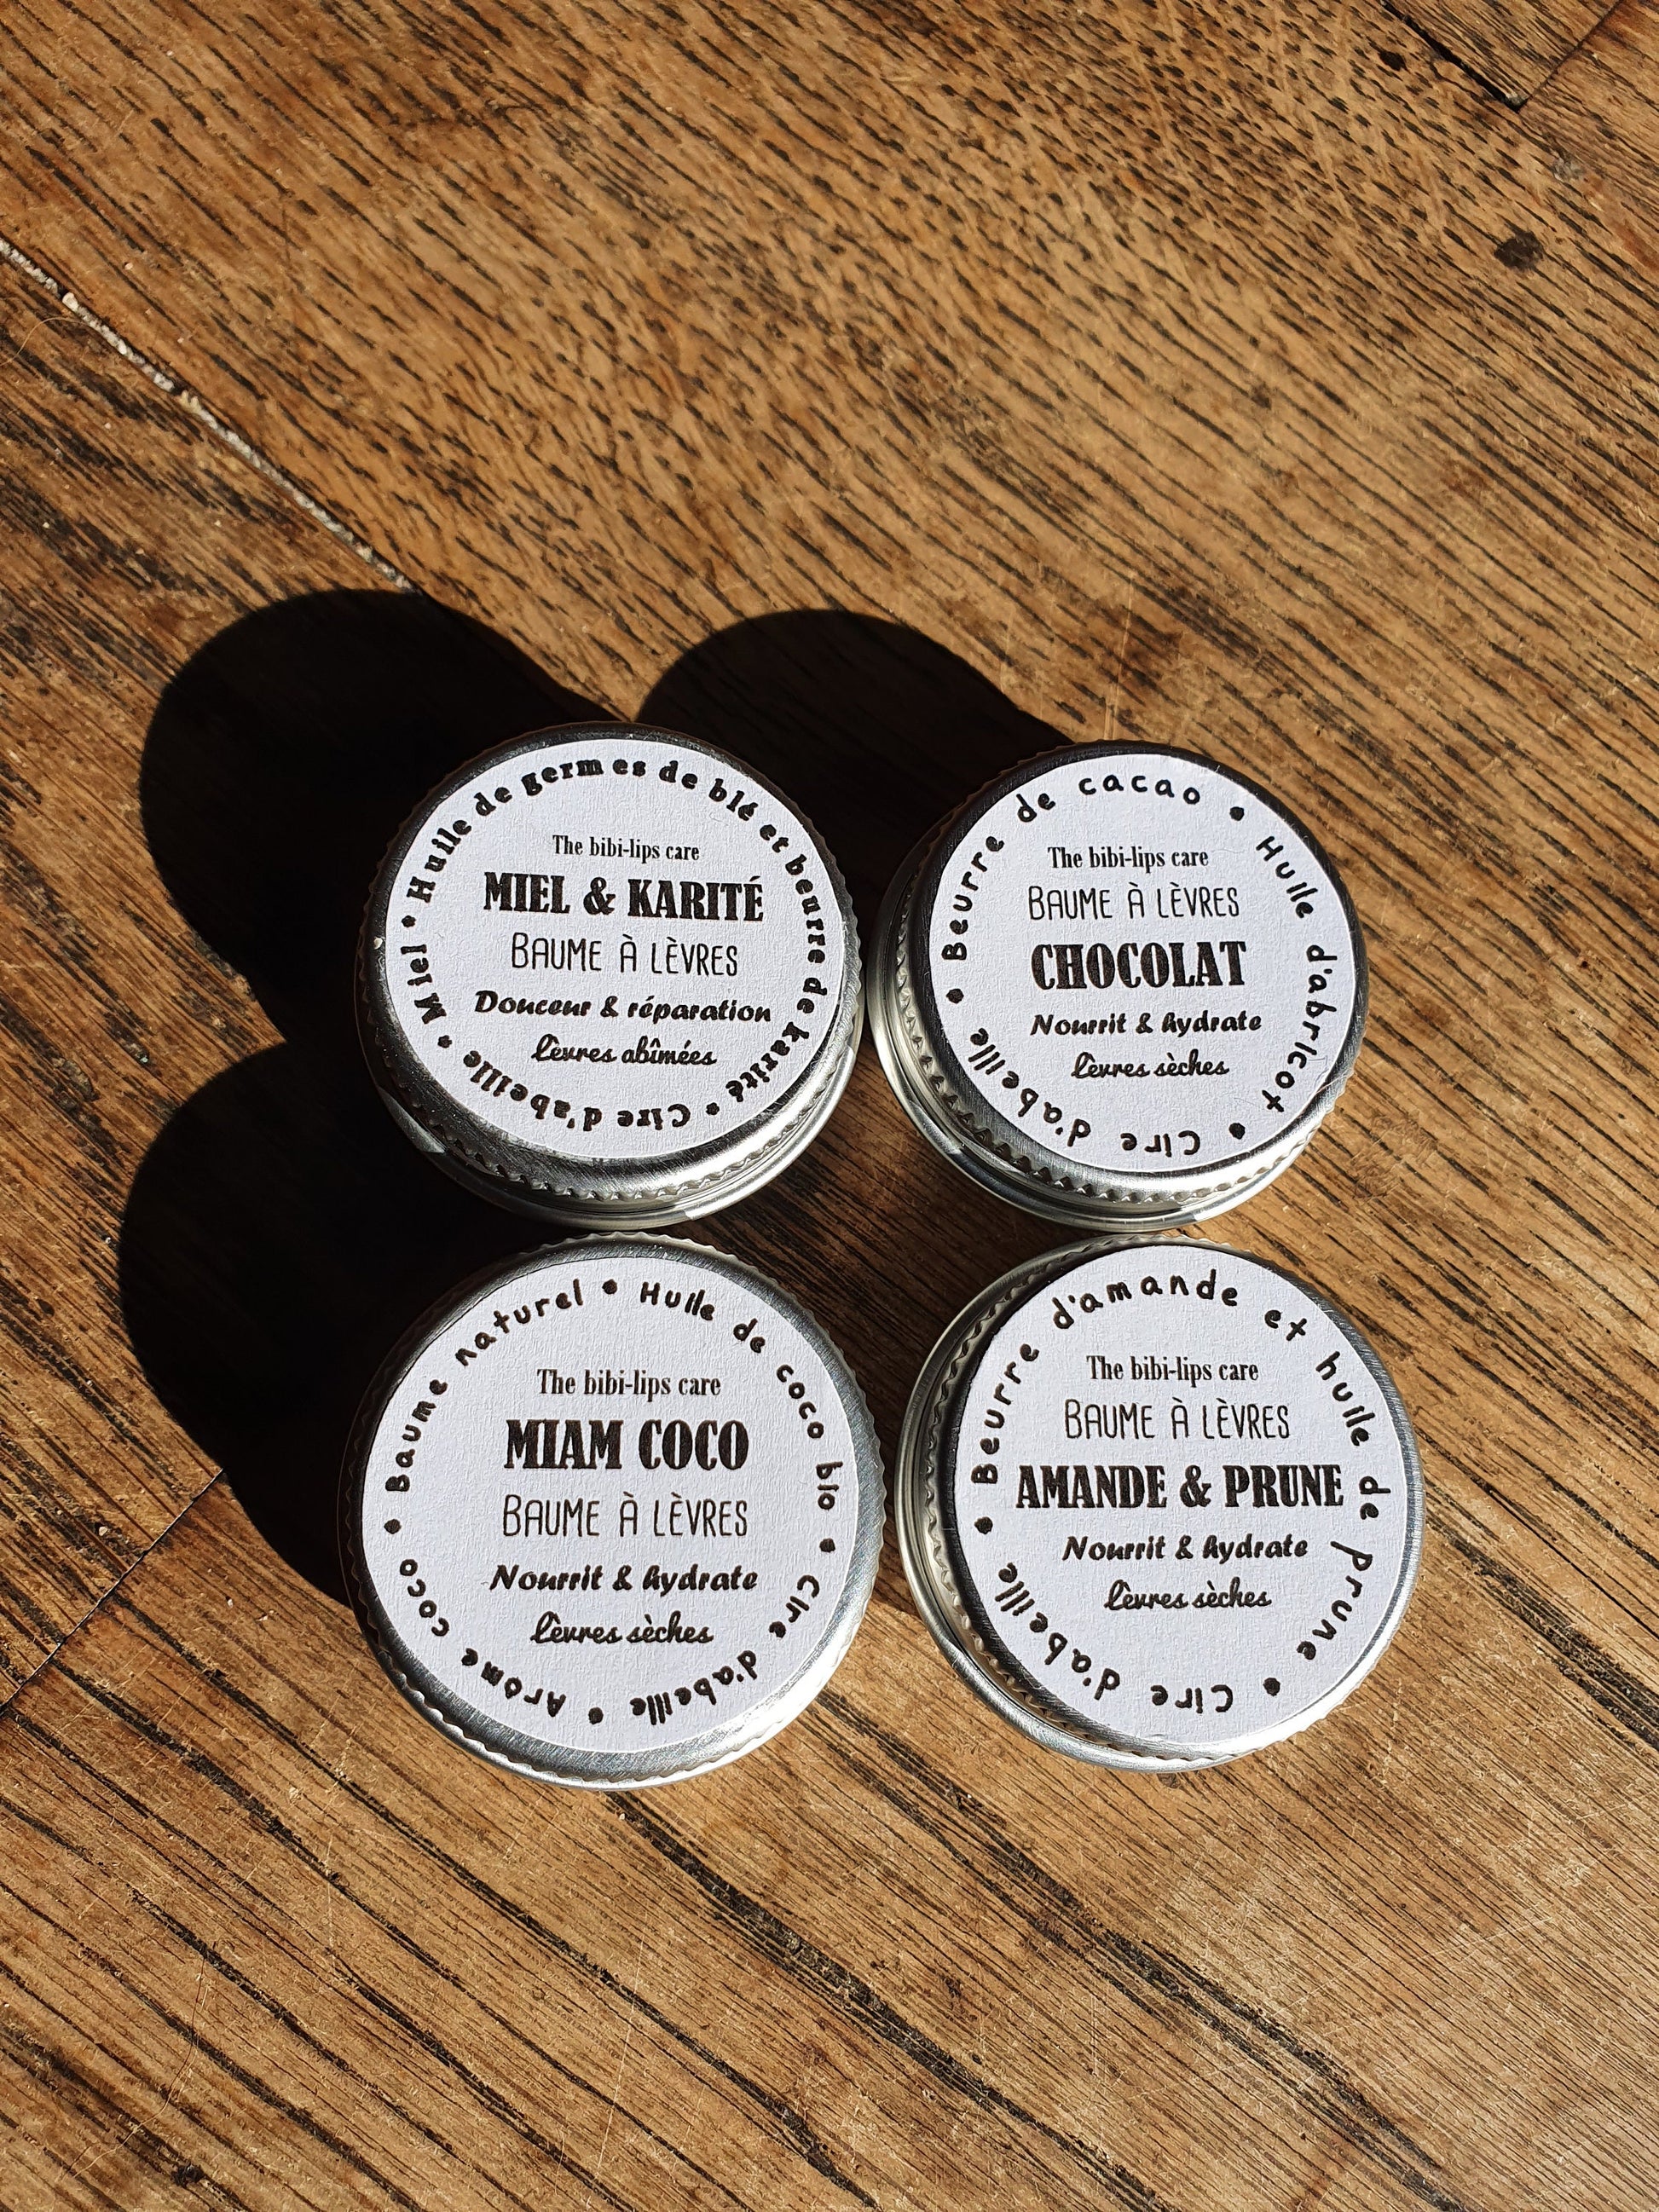 Huile de germes de blé et beurre de karité • Cire d'abeille • Miel •
The bibi-lips care
MIEL & KARITÉ
BAUME À LÈVRES
Douceur & réparation
lèvres abîmées
Beurre de cacao • Huile d'abricot • Cire d'abeille •
The bibi-lips care
BAUME À LÈVRES
CHOCOLAT
Nourrit & hydrate
lèvres sèches
Baume naturel • Huile de coco bio • Cire d'abeille • Arôme coco •
The bibi-lips care
MIAM COCO
BAUME À LÈVRES
Nourrit & hydrate
lèvres sèches
Beurre d'amande et huile de prune • Cire d'abeille •
The bibi-lips care
BAUME À LÈVRES
AMANDE & PRUNE
Nourrit & hydrate
lèvres sèches